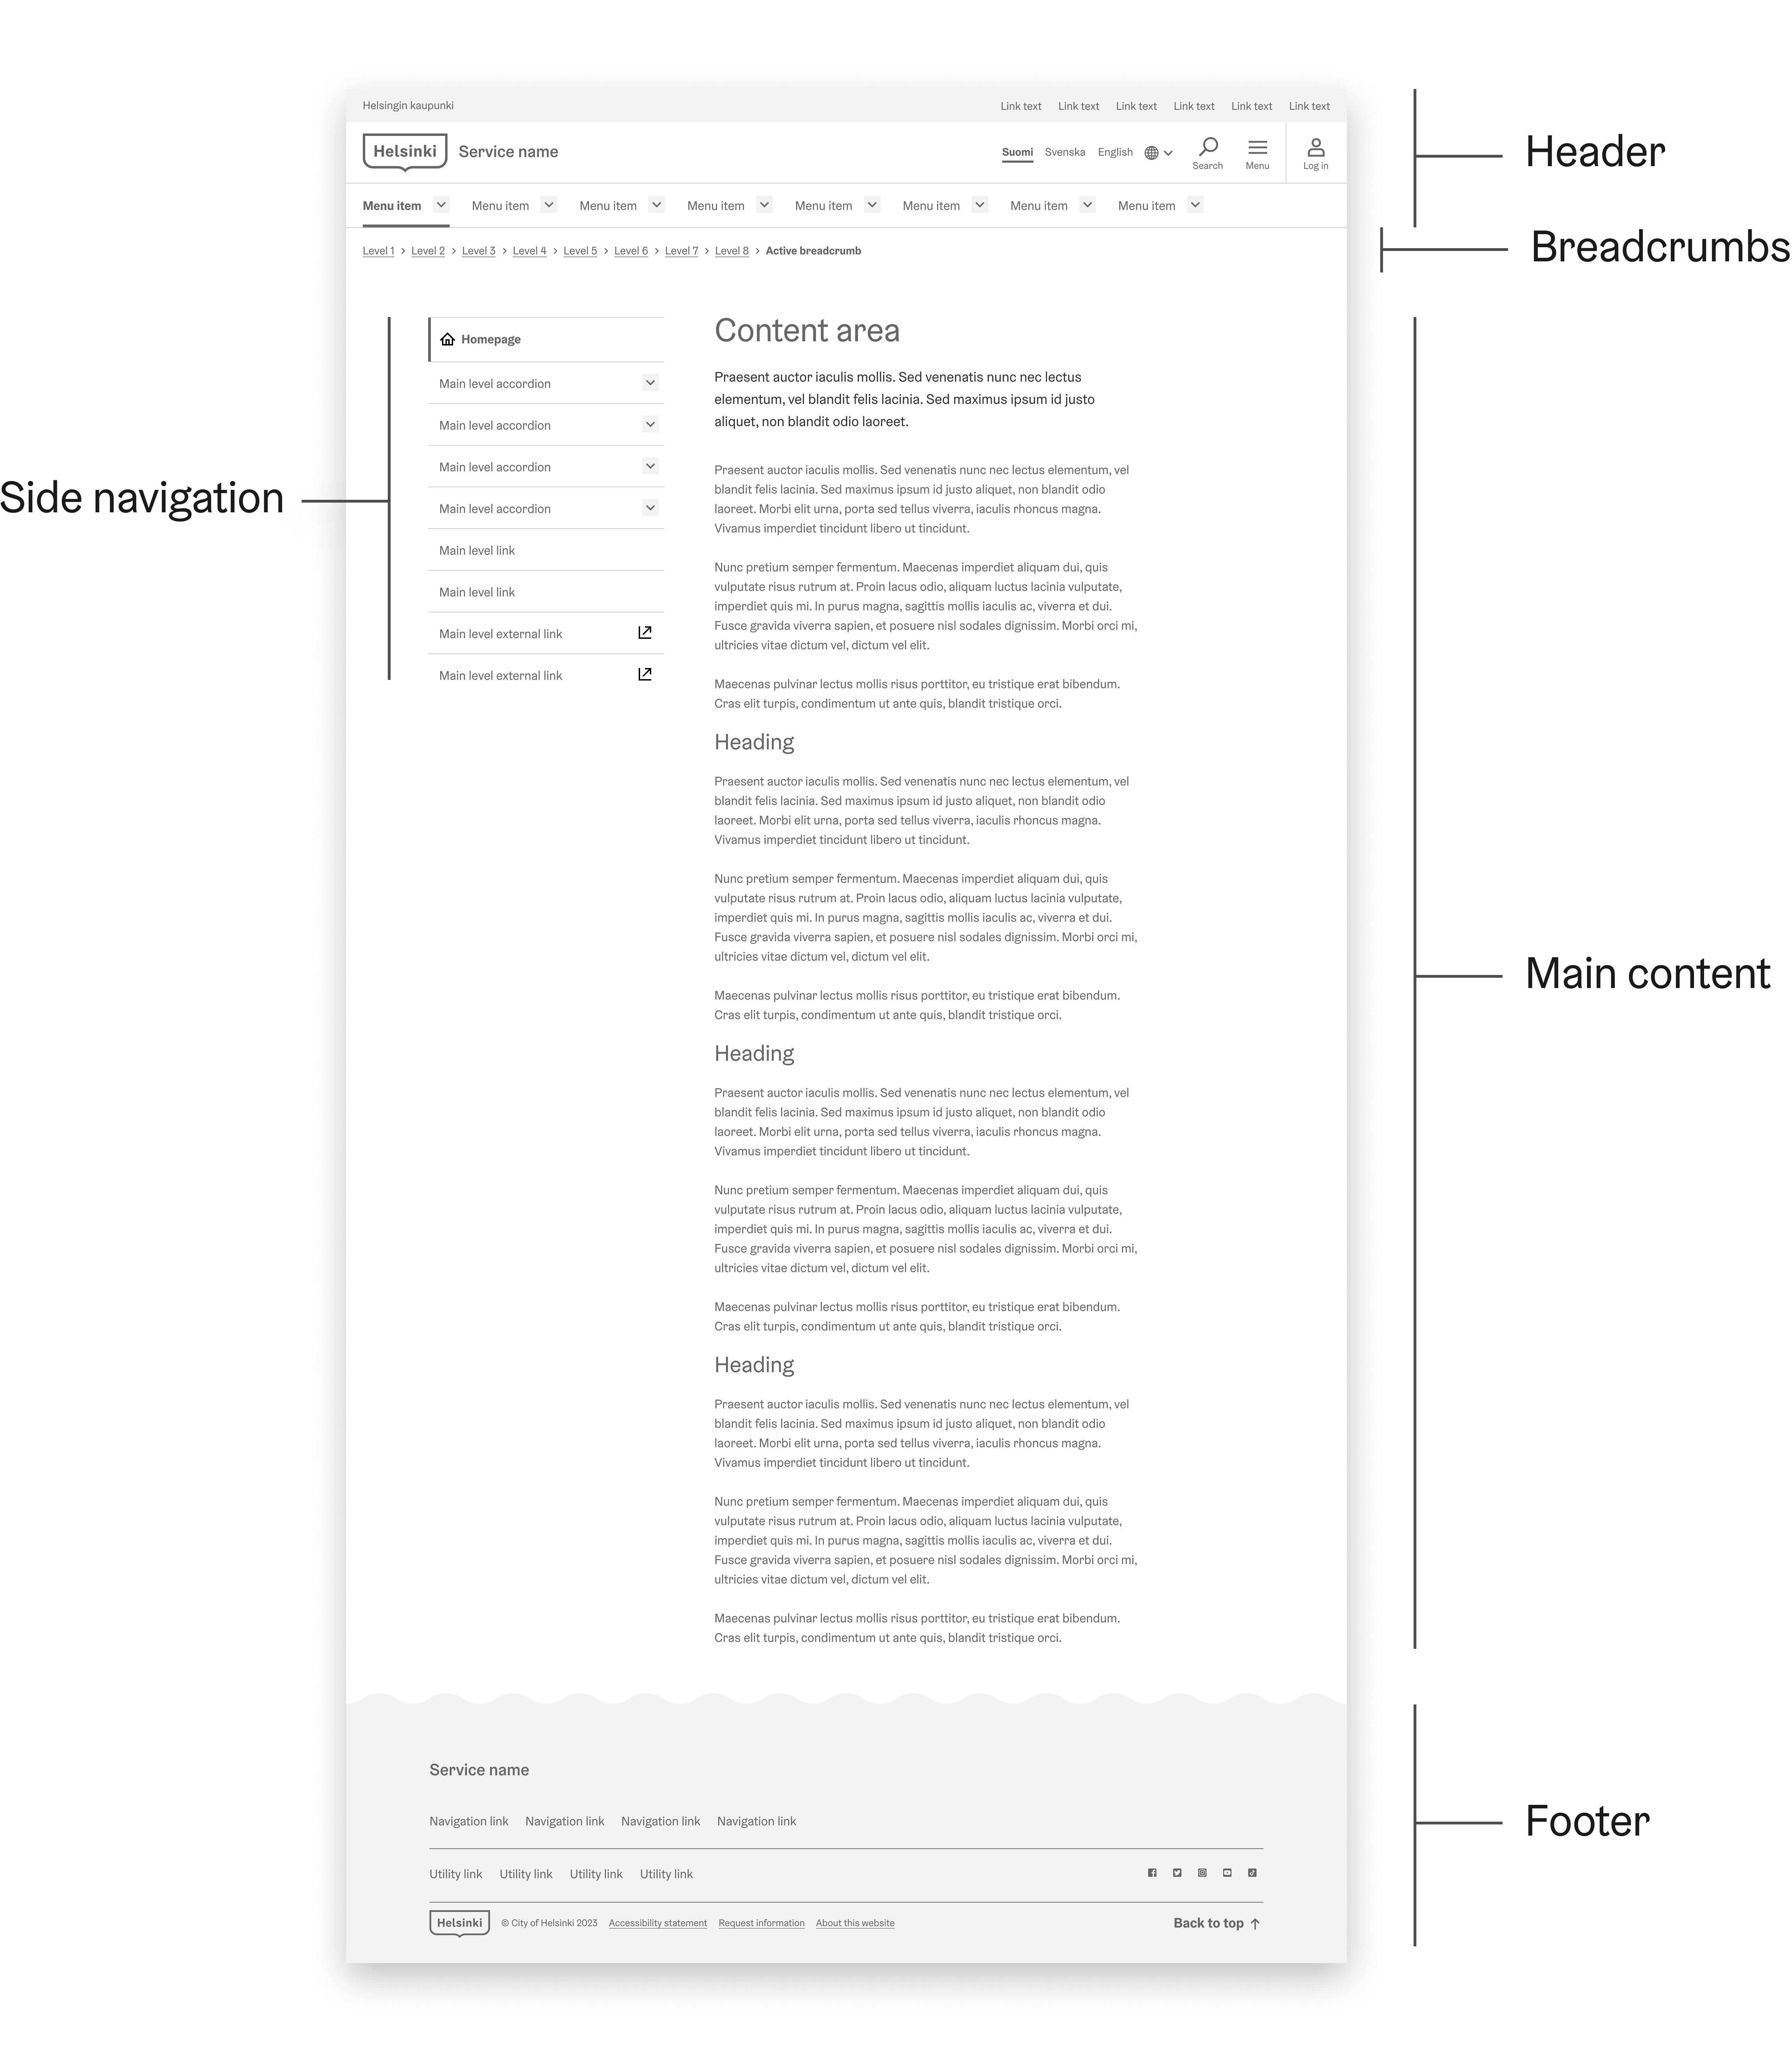 Helsingin kaupunki Link text Link text Link text Link text Link text Link text
Helsinki Service name Suomi Svenska English Search Menu Log in
Header
Menu item Menu item Menu item Menu item Menu item Menu item Menu item Menu item
Level 1 > Level 2 > Level 3 > Level 4 > Level 5 > Level 6 > Level 7 > Level 8 > Active breadcrumb
Breadcrumbs
Side navigation
Homepage
Main level accordion
Main level accordion
Main level accordion
Main level accordion
Main level link
Main level link
Main level external link
Main level external link
Content area
Praesent auctor iaculis mollis. Sed venenatis nunc nec lectus
elementum, vel blandit felis lacinia. Sed maximus ipsum id justo
aliquet, non blandit odio laoreet.
Praesent auctor iaculis mollis. Sed venenatis nunc nec lectus elementum, vel
blandit felis lacinia. Sed maximus ipsum id justo aliquet, non blandit odio
laoreet. Morbi elit urna, porta sed tellus viverra, iaculis rhoncus magna.
Vivamus imperdiet tincidunt libero ut tincidunt.
Nunc pretium semper fermentum. Maecenas imperdiet aliquam dui, quis
vulputate risus rutrum at. Proin lacus odio, aliquam luctus lacinia vulputate,
imperdiet quis mi. In purus magna, sagittis mollis iaculis ac, viverra et dui.
Fusce gravida viverra sapien, et posuere nisl sodales dignissim. Morbi orci mi,
ultricies vitae dictum vel, dictum vel elit.
Maecenas pulvinar lectus mollis risus porttitor, eu tristique erat bibendum.
Cras elit turpis, condimentum ut ante quis, blandit tristique orci.
Heading
Praesent auctor iaculis mollis. Sed venenatis nunc nec lectus elementum, vel
blandit felis lacinia. Sed maximus ipsum id justo aliquet, non blandit odio
laoreet. Morbi elit urna, porta sed tellus viverra, iaculis rhoncus magna.
Vivamus imperdiet tincidunt libero ut tincidunt.
Nunc pretium semper fermentum. Maecenas imperdiet aliquam dui, quis
vulputate risus rutrum at. Proin lacus odio, aliquam luctus lacinia vulputate,
imperdiet quis mi. In purus magna, sagittis mollis iaculis ac, viverra et dui.
Fusce gravida viverra sapien, et posuere nisl sodales dignissim. Morbi orci mi,
ultricies vitae dictum vel, dictum vel elit.
Maecenas pulvinar lectus mollis risus porttitor, eu tristique erat bibendum.
Cras elit turpis, condimentum ut ante quis, blandit tristique orci.
Main content
Heading
Praesent auctor iaculis mollis. Sed venenatis nunc nec lectus elementum, vel
blandit felis lacinia. Sed maximus ipsum id justo aliquet, non blandit odio
laoreet. Morbi elit urna, porta sed tellus viverra, iaculis rhoncus magna.
Vivamus imperdiet tincidunt libero ut tincidunt.
Nunc pretium semper fermentum. Maecenas imperdiet aliquam dui, quis
vulputate risus rutrum at. Proin lacus odio, aliquam luctus lacinia vulputate,
imperdiet quis mi. In purus magna, sagittis mollis iaculis ac, viverra et dui.
Fusce gravida viverra sapien, et posuere nisl sodales dignissim. Morbi orci mi,
ultricies vitae dictum vel, dictum vel elit.
Maecenas pulvinar lectus mollis risus porttitor, eu tristique erat bibendum.
Cras elit turpis, condimentum ut ante quis, blandit tristique orci.
Heading
Praesent auctor iaculis mollis. Sed venenatis nunc nec lectus elementum, vel
blandit felis lacinia. Sed maximus ipsum id justo aliquet, non blandit odio
laoreet. Morbi elit urna, porta sed tellus viverra, iaculis rhoncus magna.
Vivamus imperdiet tincidunt libero ut tincidunt.
Nunc pretium semper fermentum. Maecenas imperdiet aliquam dui, quis
vulputate risus rutrum at. Proin lacus odio, aliquam luctus lacinia vulputate,
imperdiet quis mi. In purus magna, sagittis mollis iaculis ac, viverra et dui.
Fusce gravida viverra sapien, et posuere nisl sodales dignissim. Morbi orci mi,
ultricies vitae dictum vel, dictum vel elit.
Maecenas pulvinar lectus mollis risus porttitor, eu tristique erat bibendum.
Cras elit turpis, condimentum ut ante quis, blandit tristique orci.
Service name
Navigation link Navigation link Navigation link Navigation link
Footer
Utility link Utility link Utility link Utility link
Helsinki © City of Helsinki 2023 Accessibility statement Request information About this website Back to top ↑